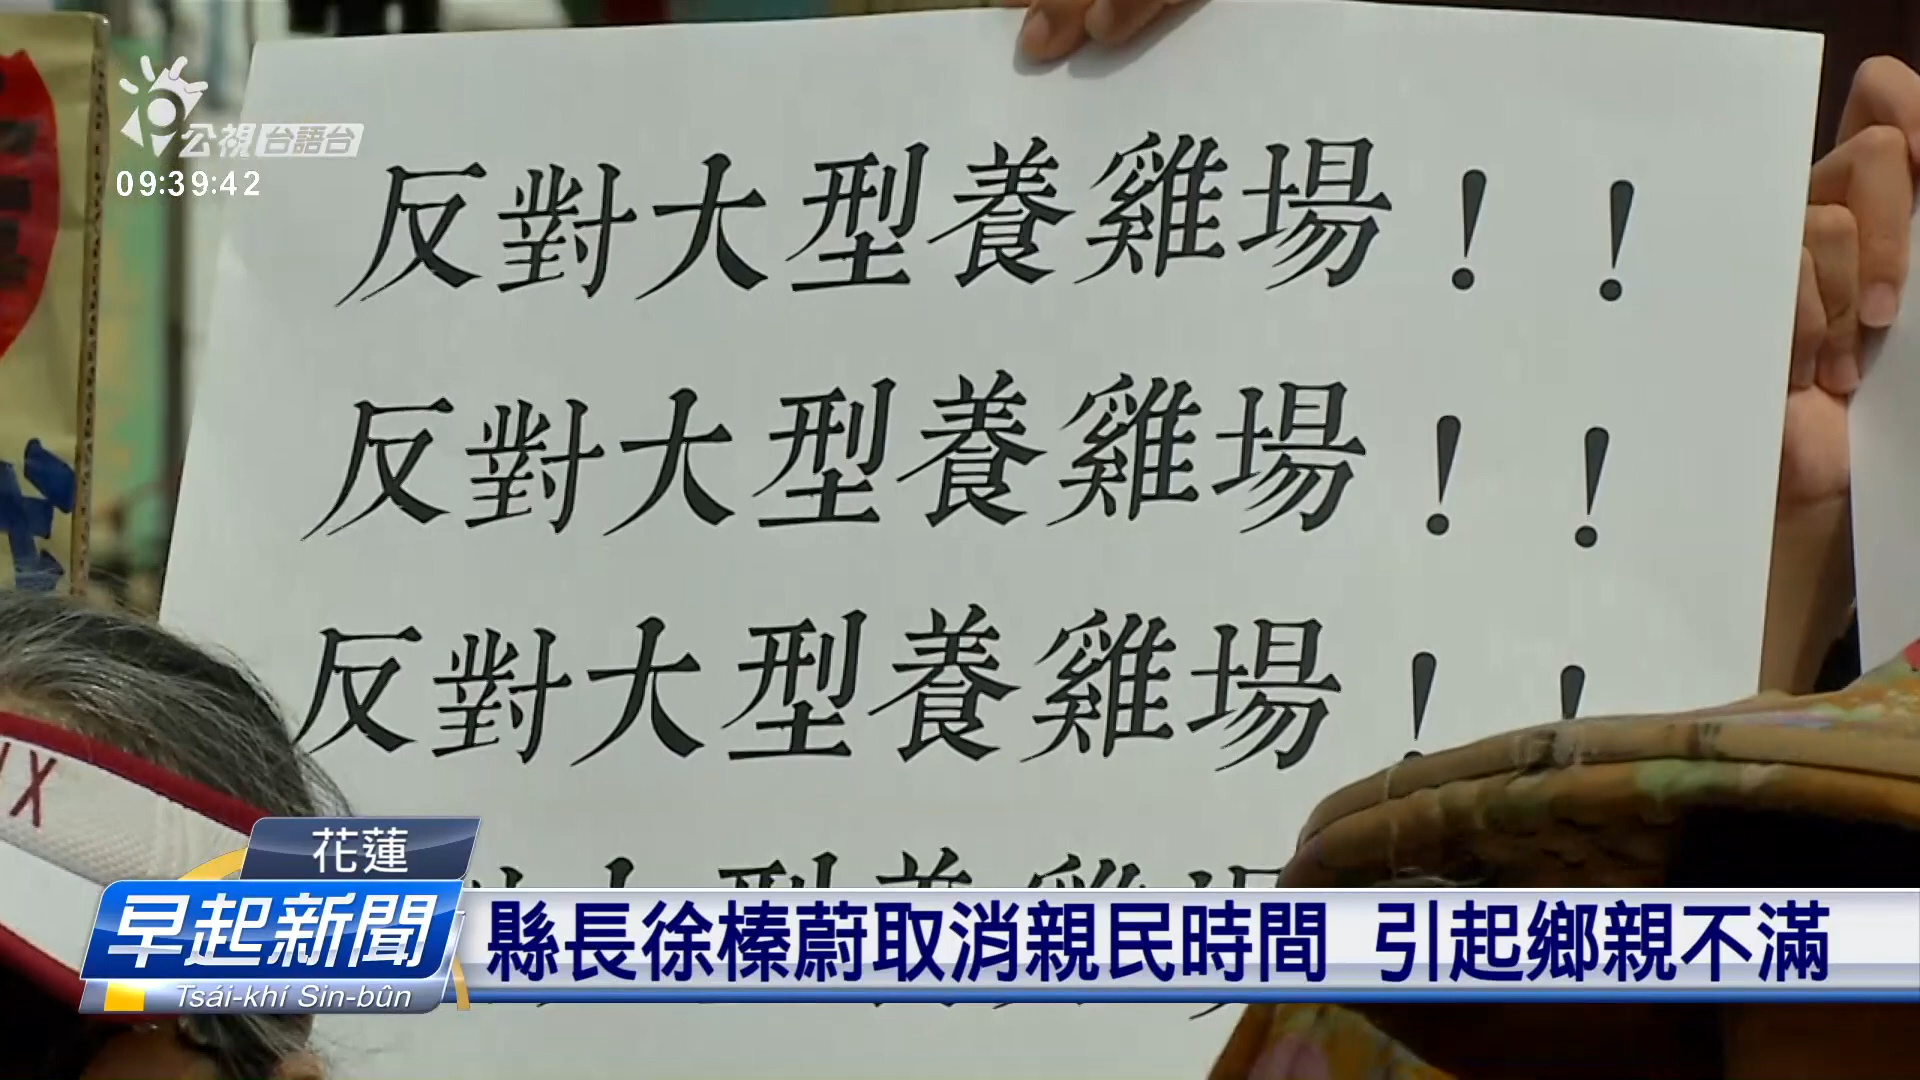 公視台語台
09:39:42
反對大型養雞場！！
反對大型養雞場！！
反對大型養雞場！！
花蓮
早起新聞
Tsái-khí Sin-bûn
縣長徐榛蔚取消親民時間 引起鄉親不滿